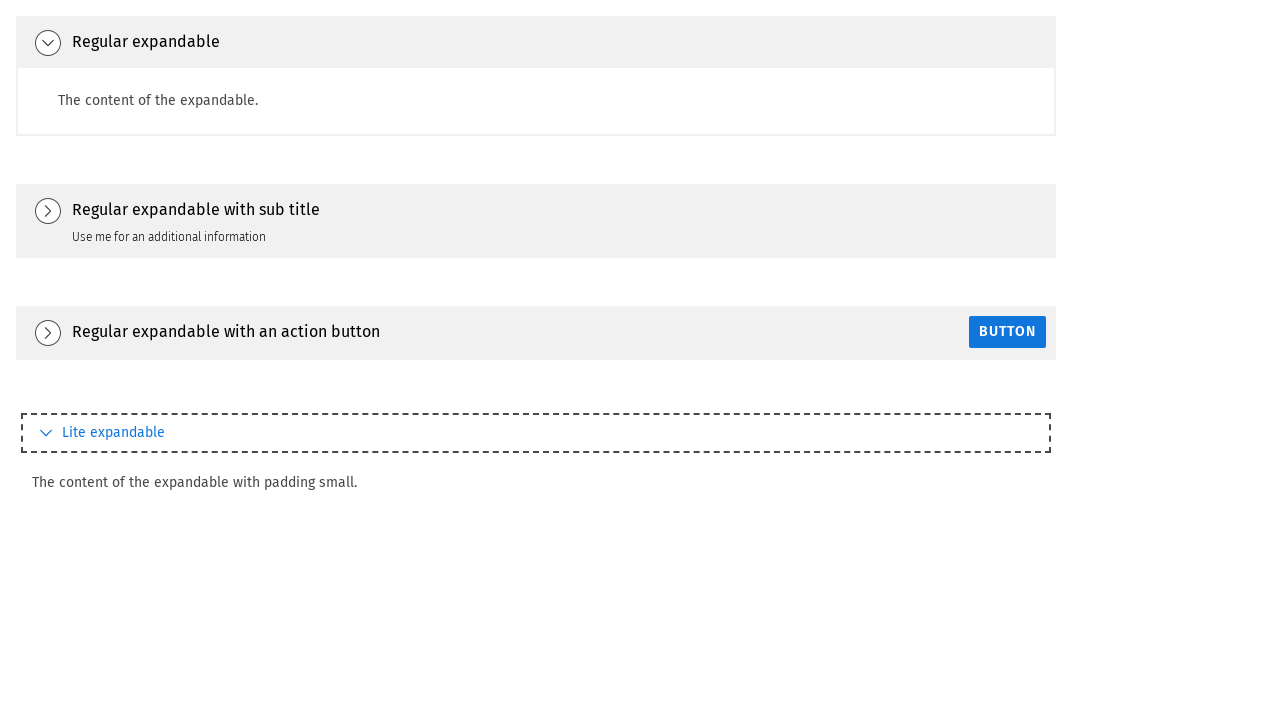 Regular expandable
The content of the expandable.
Regular expandable with sub title
Use me for an additional information
Regular expandable with an action button
BUTTON
Lite expandable
The content of the expandable with padding small.